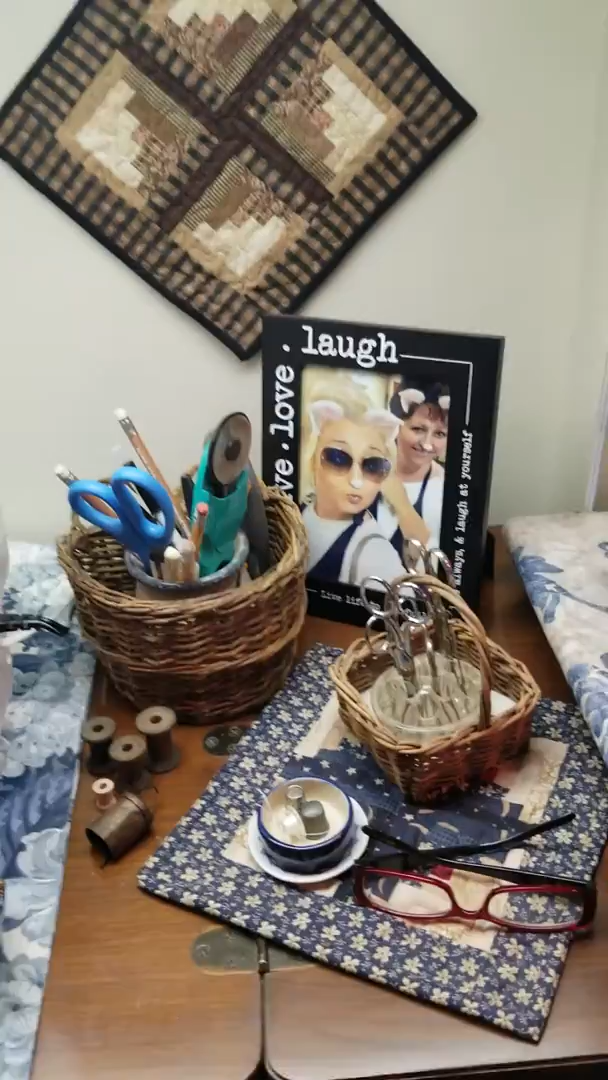 . laugh
ve . love .
always, & laugh at yourself
Live life